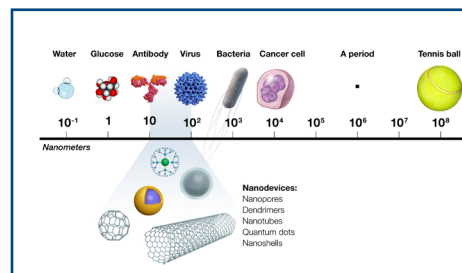 Water Glucose Antibody Virus Bacteria Cancer cell A period Tennis ball
10⁻¹ 1 10 10² 10³ 10⁴ 10⁵ 10⁶ 10⁷ 10⁸
Nanometers
Nanodevices:
Nanopores
Dendrimers
Nanotubes
Quantum dots
Nanoshells